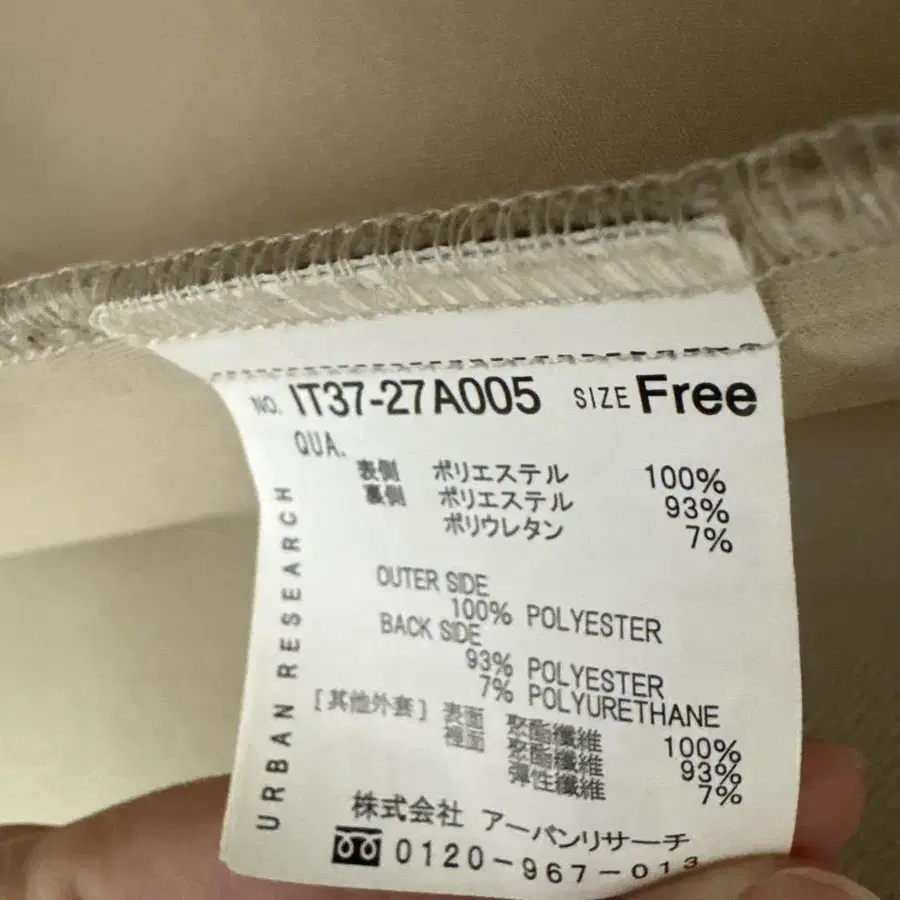 NO. IT37-27A005 SIZE Free
QUA.
表側 ポリエステル 100%
裏側 ポリエステル 93%
ポリウレタン 7%
OUTER SIDE
100% POLYESTER
BACK SIDE
93% POLYESTER
7% POLYURETHANE
[其他外套] 表面 聚酯纖維 100%
裡面 聚酯纖維 93%
彈性纖維 7%
株式会社 アーバンリサーチ
0120-967-013
URBAN RESEARCH